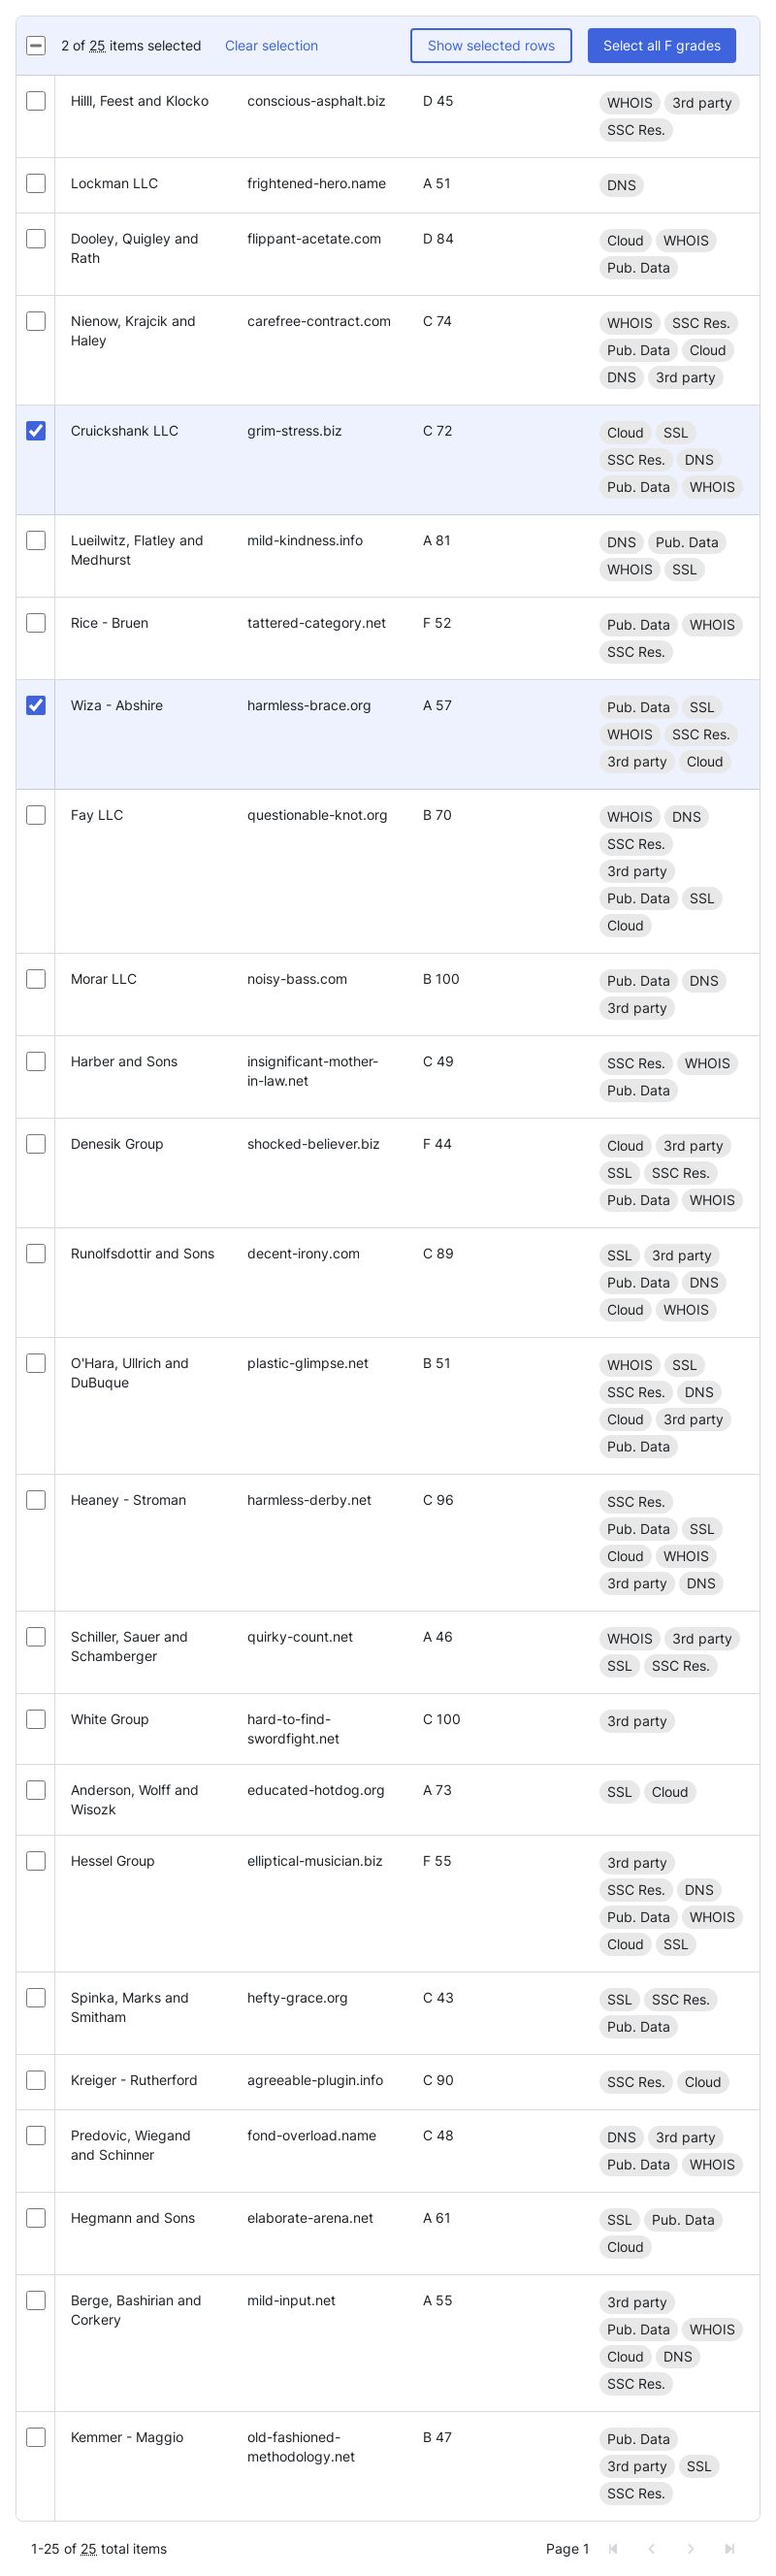 2 of 25 items selected Clear selection Show selected rows Select all F grades
Hilll, Feest and Klocko conscious-asphalt.biz D 45 WHOIS 3rd party
SSC Res.
Lockman LLC frightened-hero.name A 51 DNS
Dooley, Quigley and flippant-acetate.com D 84 Cloud WHOIS
Rath Pub. Data
Nienow, Krajcik and carefree-contract.com C 74 WHOIS SSC Res.
Haley Pub. Data Cloud
DNS 3rd party
Cruickshank LLC grim-stress.biz C 72 Cloud SSL
SSC Res. DNS
Pub. Data WHOIS
Lueilwitz, Flatley and mild-kindness.info A 81 DNS Pub. Data
Medhurst WHOIS SSL
Rice - Bruen tattered-category.net F 52 Pub. Data WHOIS
SSC Res.
Wiza - Abshire harmless-brace.org A 57 Pub. Data SSL
WHOIS SSC Res.
3rd party Cloud
Fay LLC questionable-knot.org B 70 WHOIS DNS
SSC Res.
3rd party
Pub. Data SSL
Cloud
Morar LLC noisy-bass.com B 100 Pub. Data DNS
3rd party
Harber and Sons insignificant-mother- C 49 SSC Res. WHOIS
in-law.net Pub. Data
Denesik Group shocked-believer.biz F 44 Cloud 3rd party
SSL SSC Res.
Pub. Data WHOIS
Runolfsdottir and Sons decent-irony.com C 89 SSL 3rd party
Pub. Data DNS
Cloud WHOIS
O'Hara, Ullrich and plastic-glimpse.net B 51 WHOIS SSL
DuBuque SSC Res. DNS
Cloud 3rd party
Pub. Data
Heaney - Stroman harmless-derby.net C 96 SSC Res.
Pub. Data SSL
Cloud WHOIS
3rd party DNS
Schiller, Sauer and quirky-count.net A 46 WHOIS 3rd party
Schamberger SSL SSC Res.
White Group hard-to-find- C 100 3rd party
swordfight.net
Anderson, Wolff and educated-hotdog.org A 73 SSL Cloud
Wisozk
Hessel Group elliptical-musician.biz F 55 3rd party
SSC Res. DNS
Pub. Data WHOIS
Cloud SSL
Spinka, Marks and hefty-grace.org C 43 SSL SSC Res.
Smitham Pub. Data
Kreiger - Rutherford agreeable-plugin.info C 90 SSC Res. Cloud
Predovic, Wiegand fond-overload.name C 48 DNS 3rd party
and Schinner Pub. Data WHOIS
Hegmann and Sons elaborate-arena.net A 61 SSL Pub. Data
Cloud
Berge, Bashirian and mild-input.net A 55 3rd party
Corkery Pub. Data WHOIS
Cloud DNS
SSC Res.
Kemmer - Maggio old-fashioned- B 47 Pub. Data
methodology.net 3rd party SSL
SSC Res.
1-25 of 25 total items Page 1